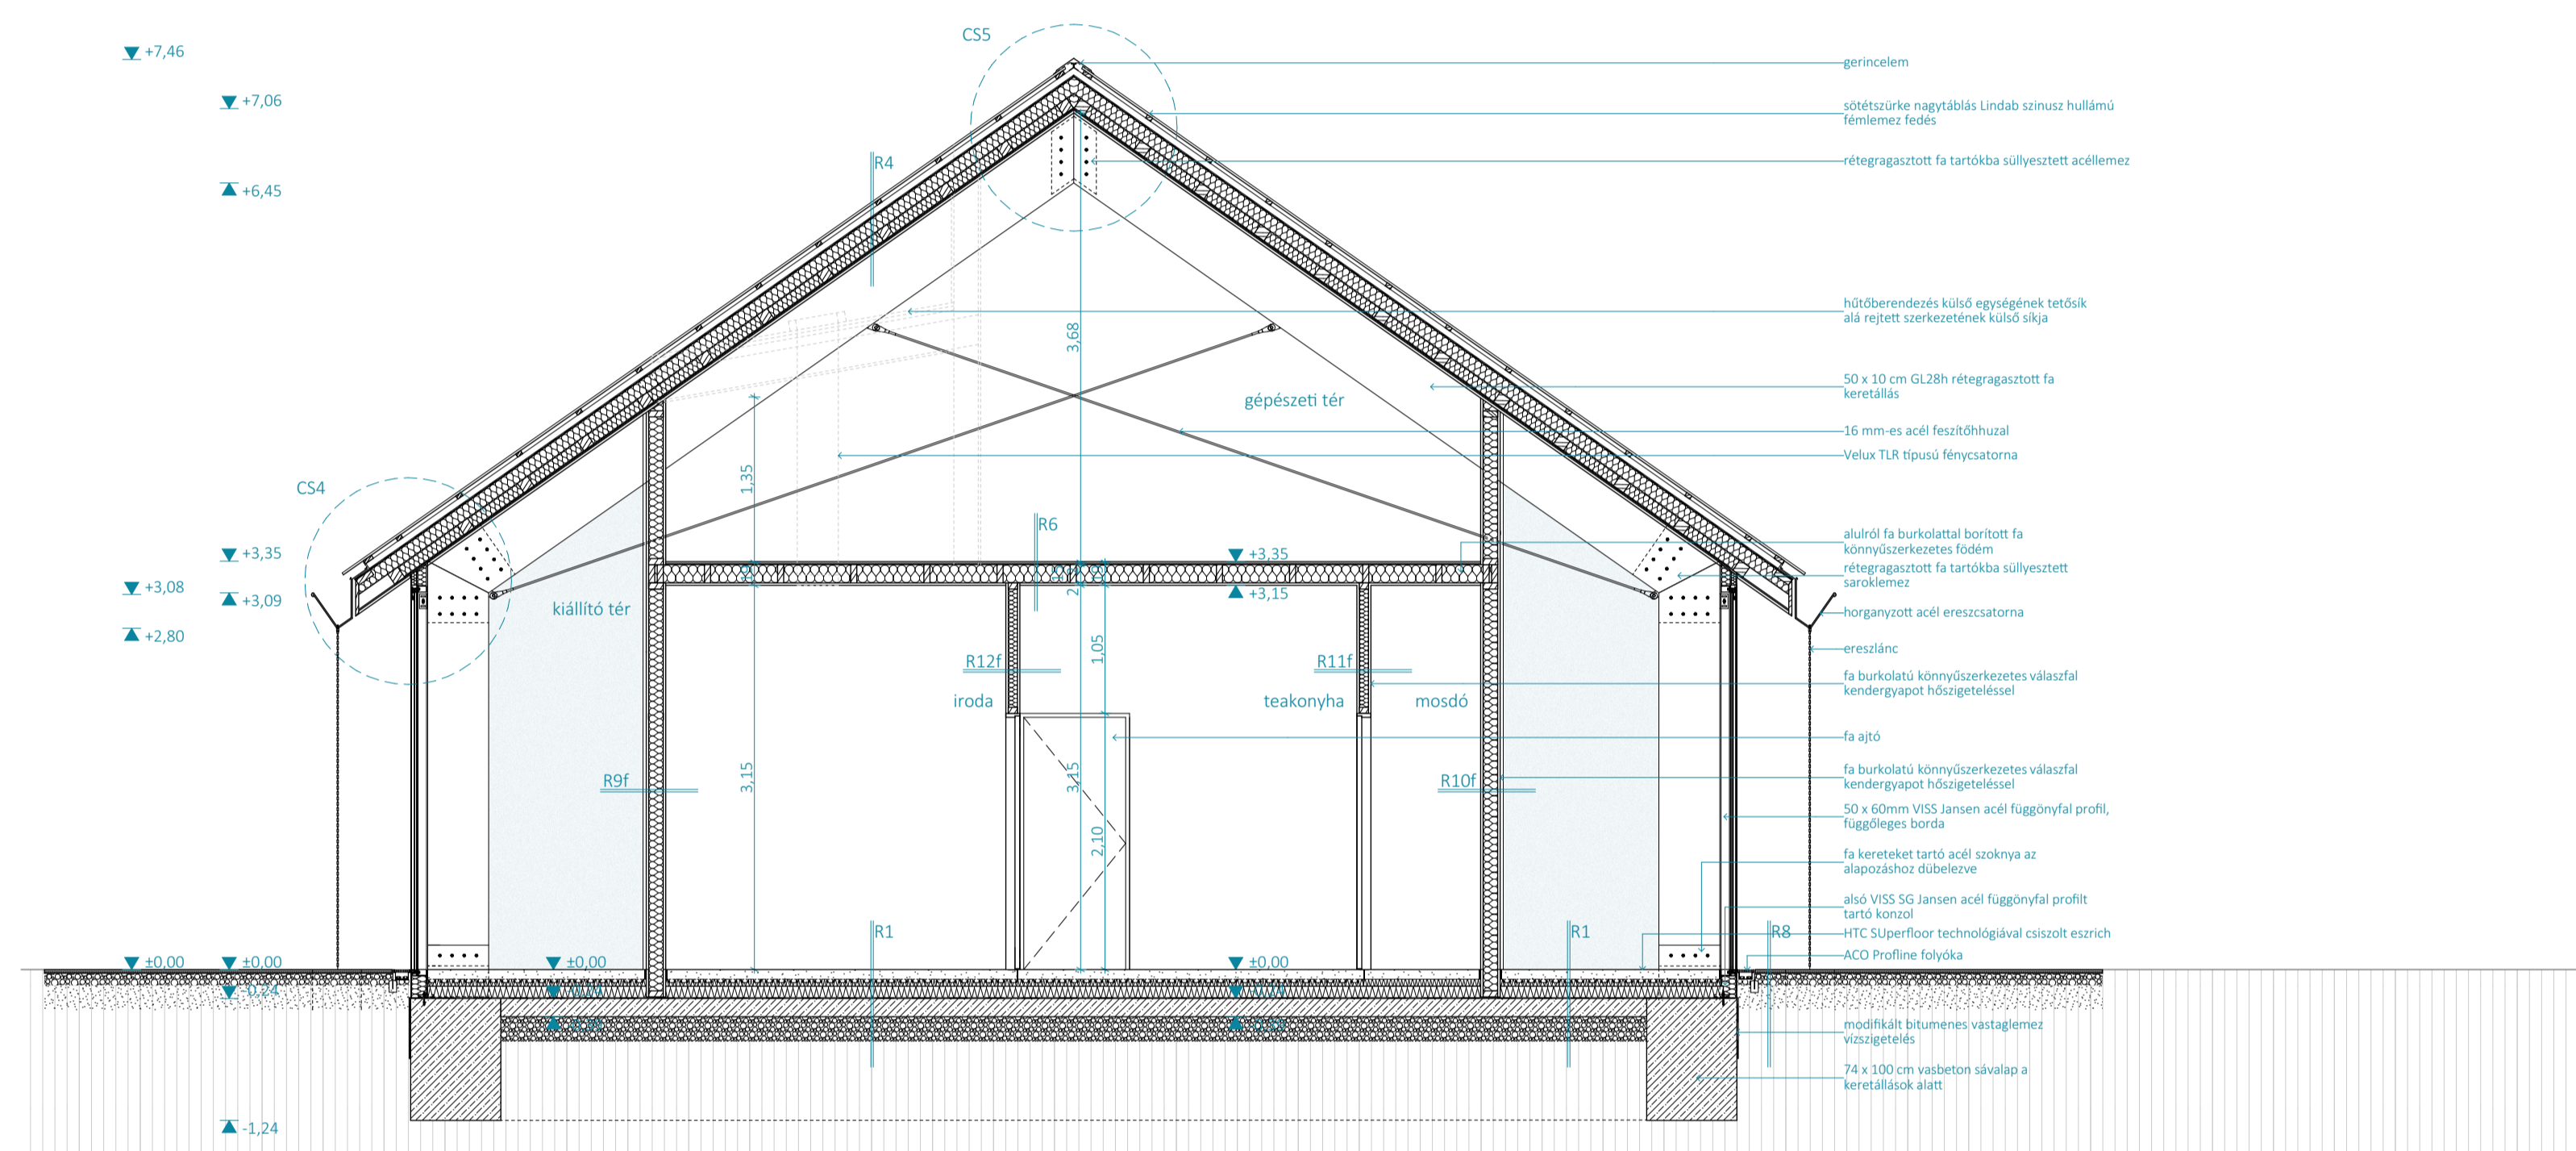 CS5
gerincelem
+7,46
+7,06
sötétszürke nagytáblás Lindab szinusz hullámú
fémlemez fedés
R4
rétegragasztott fa tartókba süllyesztett acéllemez
+6,45
hűtőberendezés külső egységének tetősík
alá rejtett szerkezetének külső síkja
3,68
50 x 10 cm GL28h rétegragasztott fa
keretállás
gépészeti tér
16 mm-es acél feszítőhhuzal
Velux TLR típusú fénycsatorna
1,35
CS4
R6
alulról fa burkolattal borított fa
könnyűszerkezetes födém
+3,35
+3,35
rétegragasztott fa tartókba süllyesztett
saroklemez
+3,08
+3,09
+3,15
kiállító tér
horganyzott acél ereszcsatorna
+2,80
ereszlánc
1,05
R12f
R11f
fa burkolatú könnyűszerkezetes válaszfal
kendergyapot hőszigeteléssel
iroda
teakonyha
mosdó
fa ajtó
R9f
3,15
3,15
R10f
fa burkolatú könnyűszerkezetes válaszfal
kendergyapot hőszigeteléssel
50 x 60mm VISS Jansen acél függönyfal profil,
függőleges borda
2,10
fa kereteket tartó acél szoknya az
alapozáshoz dübelezve
alsó VISS SG Jansen acél függönyfal profilt
tartó konzol
R1
R1
R8
HTC SUperfloor technológiával csiszolt eszrich
ACO Profline folyóka
±0,00
±0,00
±0,00
±0,00
-0,24
modifikált bitumenes vastaglemez
vízszigetelés
74 x 100 cm vasbeton sávalap a
keretállások alatt
-1,24